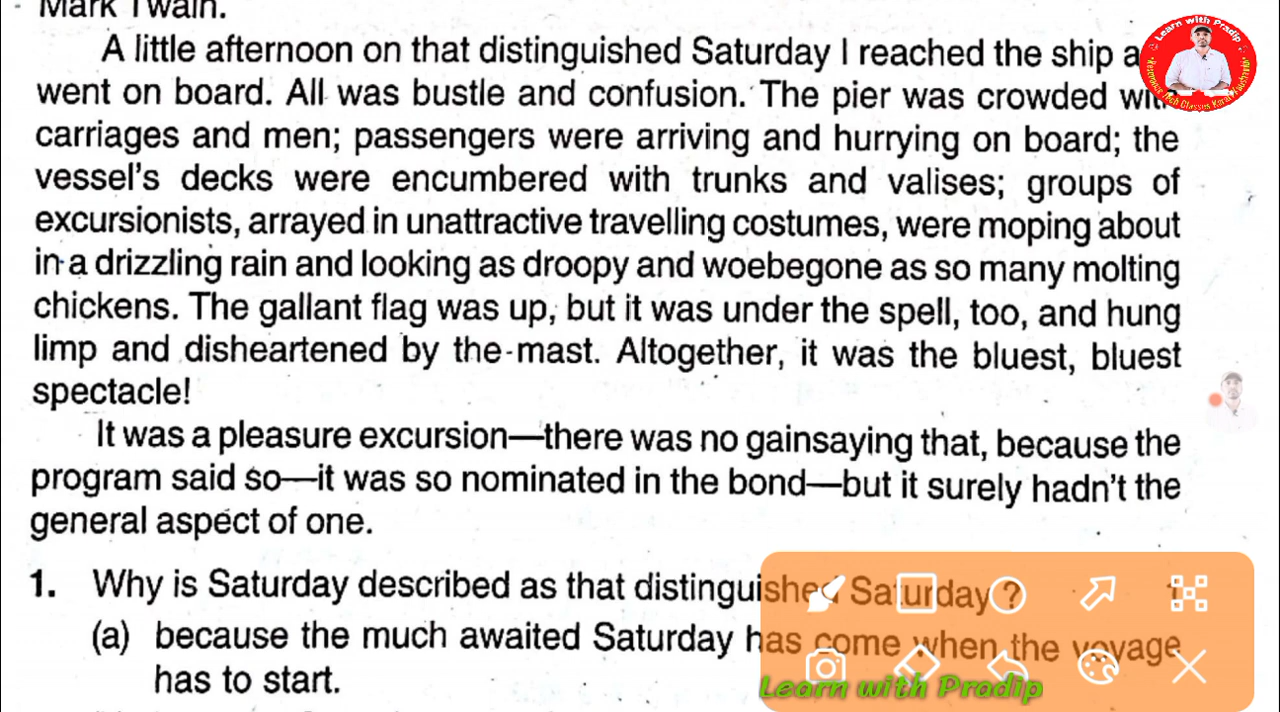 Mark Twain.
A little afternoon on that distinguished Saturday I reached the ship a
went on board. All was bustle and confusion. The pier was crowded with
carriages and men; passengers were arriving and hurrying on board; the
vessel's decks were encumbered with trunks and valises; groups of
excursionists, arrayed in unattractive travelling costumes, were moping about
in a drizzling rain and looking as droopy and woebegone as so many molting
chickens. The gallant flag was up, but it was under the spell, too, and hung
limp and disheartened by the mast. Altogether, it was the bluest, bluest
spectacle!
It was a pleasure excursion—there was no gainsaying that, because the
program said so—it was so nominated in the bond—but it surely hadn't the
general aspect of one.
1. Why is Saturday described as that distinguished Saturday ? 1
(a) because the much awaited Saturday has come when the voyage
has to start.
Learn with Pradip
Learn with Pradip